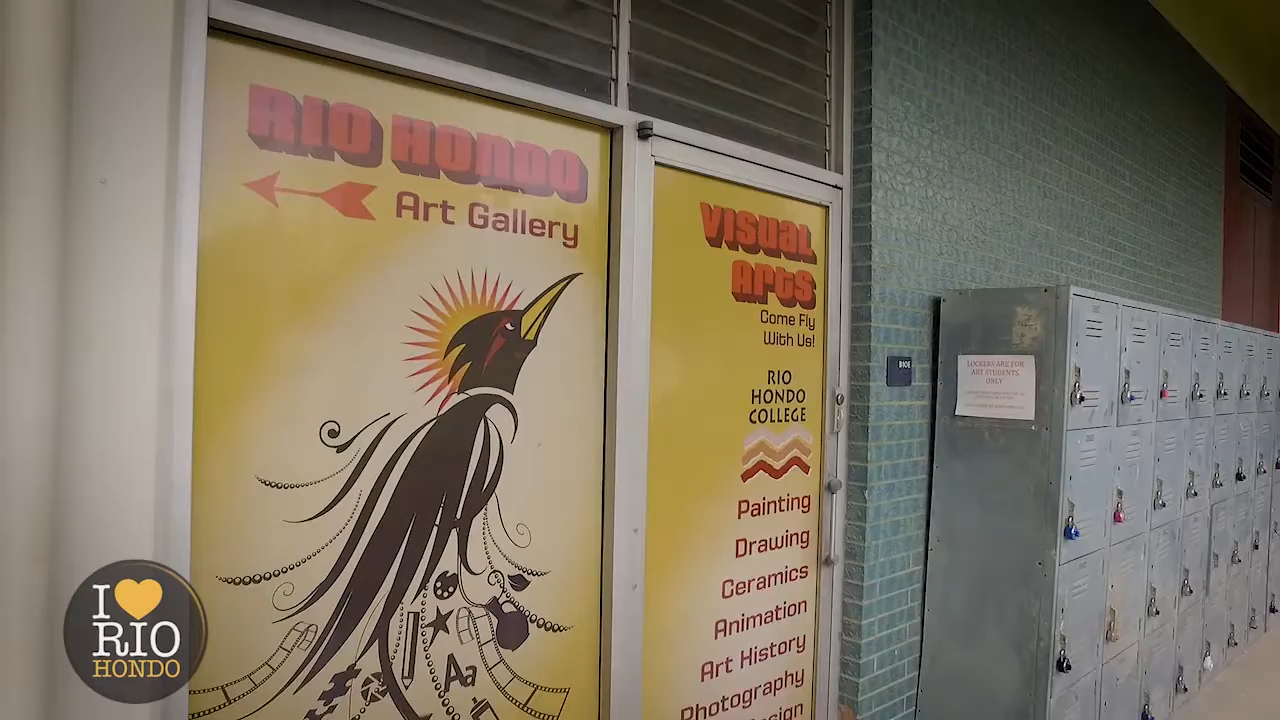 RIO HONDO
Art Gallery
Aa
VISUAL
ARTS
Come Fly
With Us!
RIO
HONDO
COLLEGE
Painting
Drawing
Ceramics
Animation
Art History
Photography
LOCKERS ARE FOR
ART STUDENTS
ONLY
I
RIO
HONDO